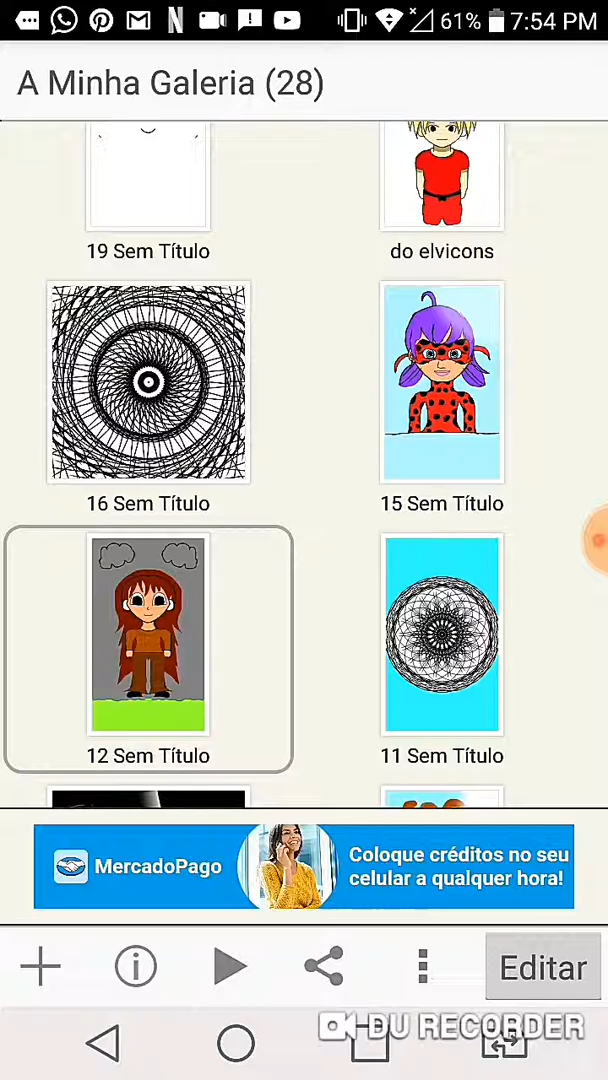 61% 7:54 PM
A Minha Galeria (28)
19 Sem Título
do elvicons
16 Sem Título
15 Sem Título
12 Sem Título
11 Sem Título
MercadoPago
Coloque créditos no seu
celular a qualquer hora!
Editar
DU RECORDER